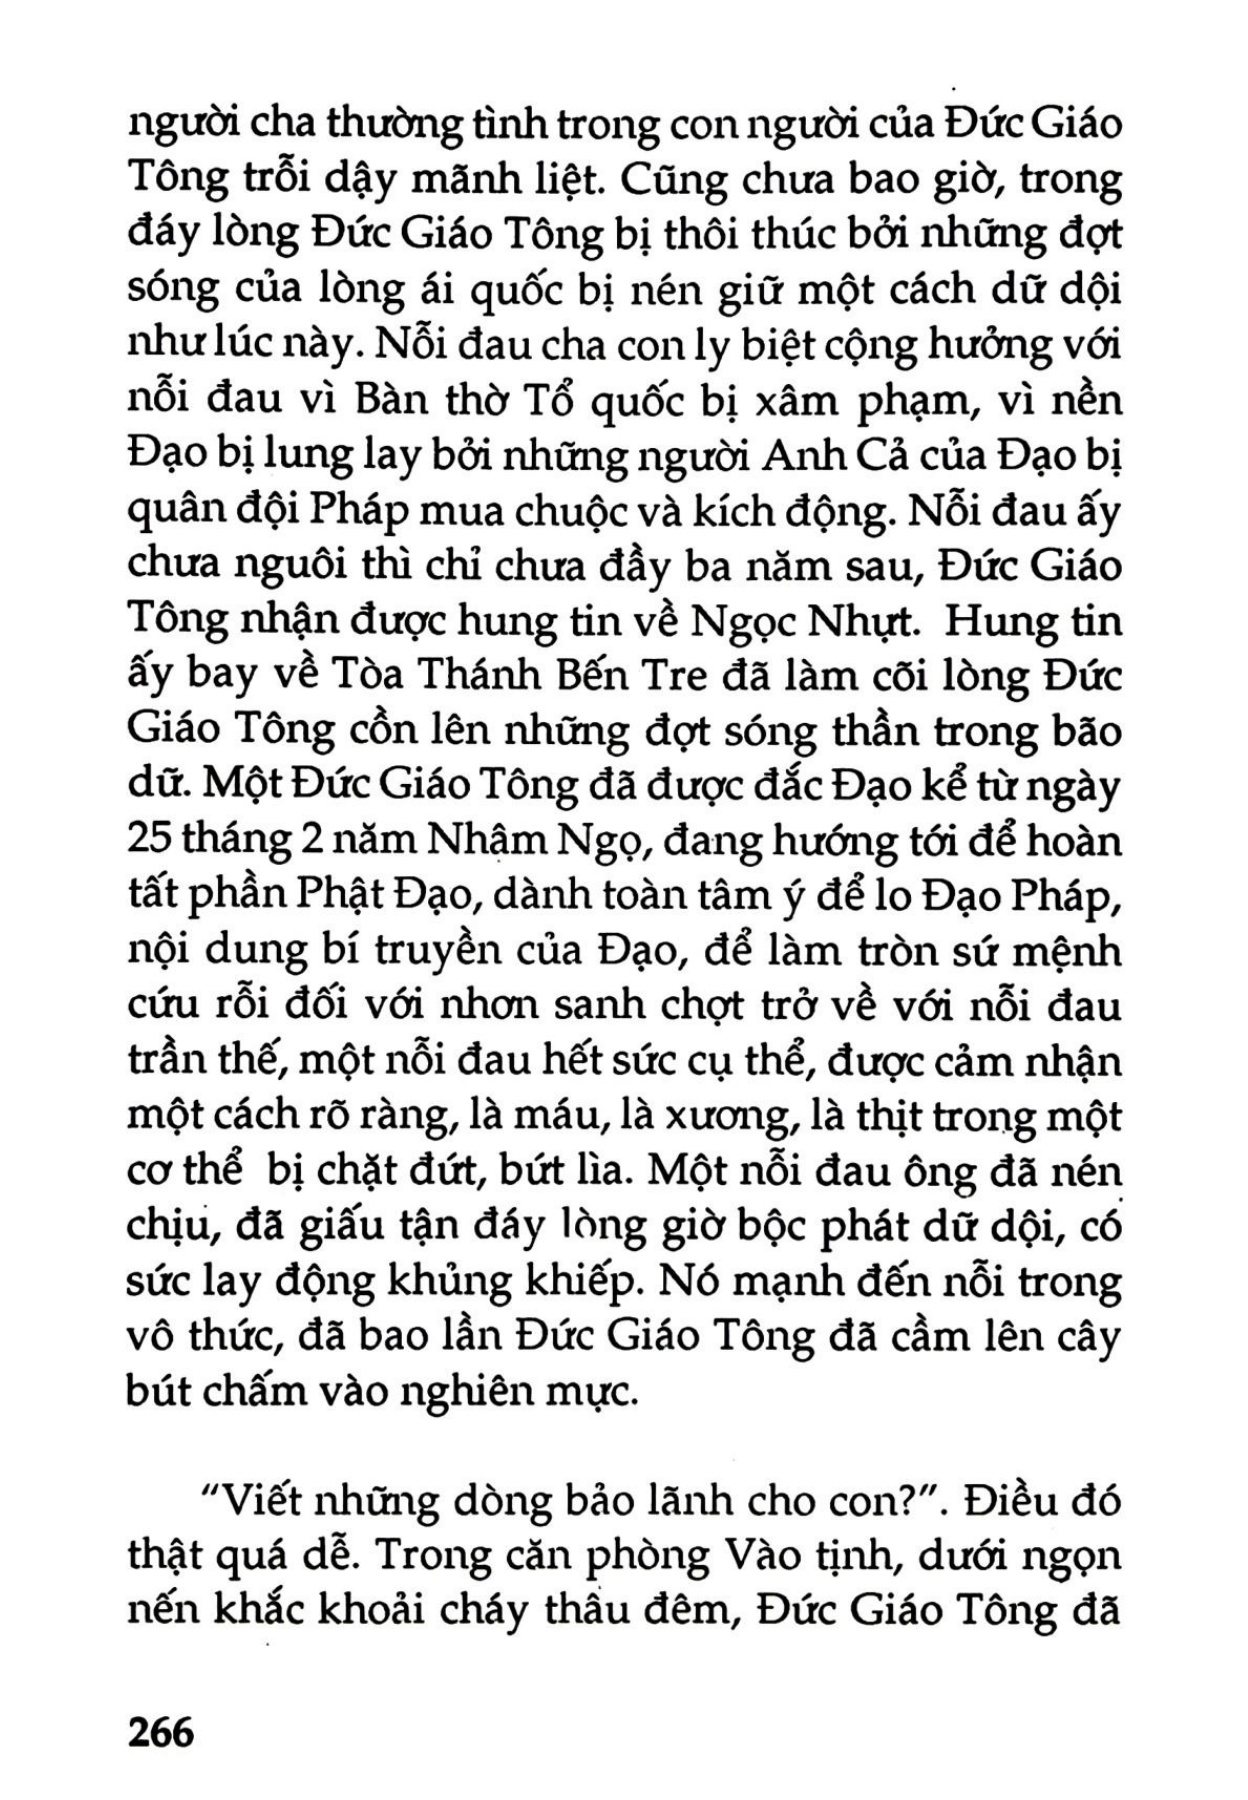 người cha thường tình trong con người của Đức Giáo
Tông trỗi dậy mãnh liệt. Cũng chưa bao giờ, trong
đáy lòng Đức Giáo Tông bị thôi thúc bởi những đợt
sóng của lòng ái quốc bị nén giữ một cách dữ dội
như lúc này. Nỗi đau cha con ly biệt cộng hưởng với
nỗi đau vì Bàn thờ Tổ quốc bị xâm phạm, vì nền
Đạo bị lung lay bởi những người Anh Cả của Đạo bị
quân đội Pháp mua chuộc và kích động. Nỗi đau ấy
chưa nguôi thì chỉ chưa đầy ba năm sau, Đức Giáo
Tông nhận được hung tin về Ngọc Nhựt. Hung tin
ấy bay về Tòa Thánh Bến Tre đã làm cõi lòng Đức
Giáo Tông cồn lên những đợt sóng thần trong bão
dữ. Một Đức Giáo Tông đã được đắc Đạo kể từ ngày
25 tháng 2 năm Nhâm Ngọ, đang hướng tới để hoàn
tất phần Phật Đạo, dành toàn tâm ý để lo Đạo Pháp,
nội dung bí truyền của Đạo, để làm tròn sứ mệnh
cứu rỗi đối với nhơn sanh chợt trở về với nỗi đau
trần thế, một nỗi đau hết sức cụ thể, được cảm nhận
một cách rõ ràng, là máu, là xương, là thịt trong một
cơ thể bị chặt đứt, bứt lìa. Một nỗi đau ông đã nén
chịu, đã giấu tận đáy lòng giờ bộc phát dữ dội, có
sức lay động khủng khiếp. Nó mạnh đến nỗi trong
vô thức, đã bao lần Đức Giáo Tông đã cầm lên cây
bút chấm vào nghiên mực.
"Viết những dòng bảo lãnh cho con?". Điều đó
thật quá dễ. Trong căn phòng Vào tịnh, dưới ngọn
nến khắc khoải cháy thâu đêm, Đức Giáo Tông đã
266